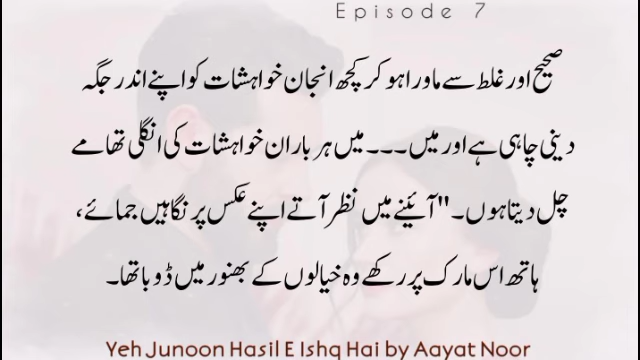 Episode 7
صحیح اور غلط سے ماورا ہو کر کچھ انجان خواہشات کو اپنے اندر جگہ
دینی چاہی ہے اور میں۔۔۔ میں ہر بار ان خواہشات کی انگلی تھامے
چل دیتا ہوں۔" آئینے میں نظر آتے اپنے عکس پر نگاہیں جمائے،
ہاتھ اس مارک پر رکھے وہ خیالوں کے بھنور میں ڈوبا تھا۔
Yeh Junoon Hasil E Ishq Hai by Aayat Noor